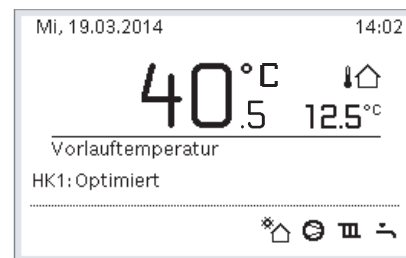 Mi, 19.03.2014 14:02
40.5 °C
12.5°C
Vorlauftemperatur
HK1: Optimiert